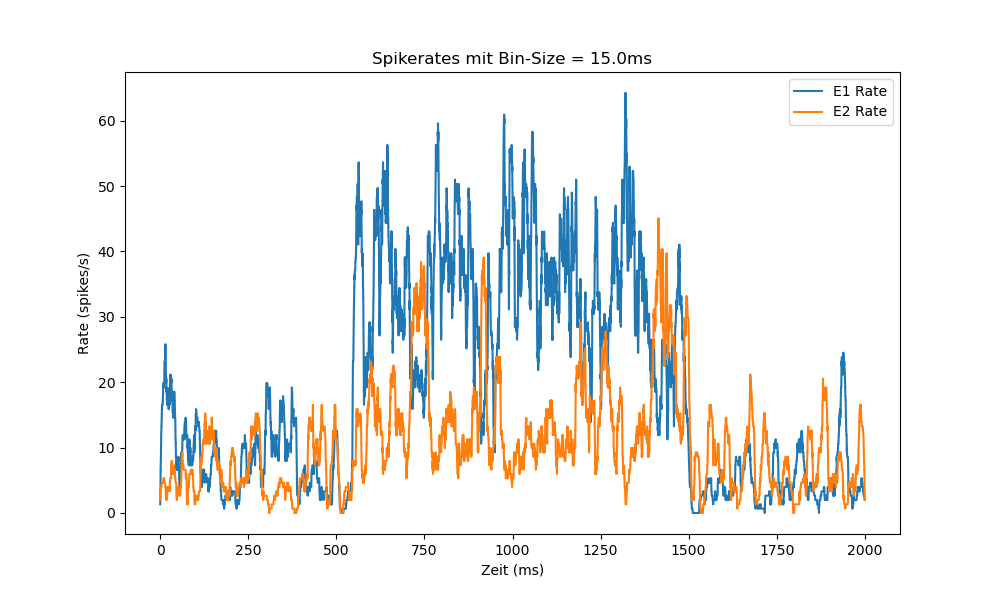 Spikerates mit Bin-Size = 15.0ms
E1 Rate
E2 Rate
60
50
40
30
20
10
0
Rate (spikes/s)
0 250 500 750 1000 1250 1500 1750 2000
Zeit (ms)